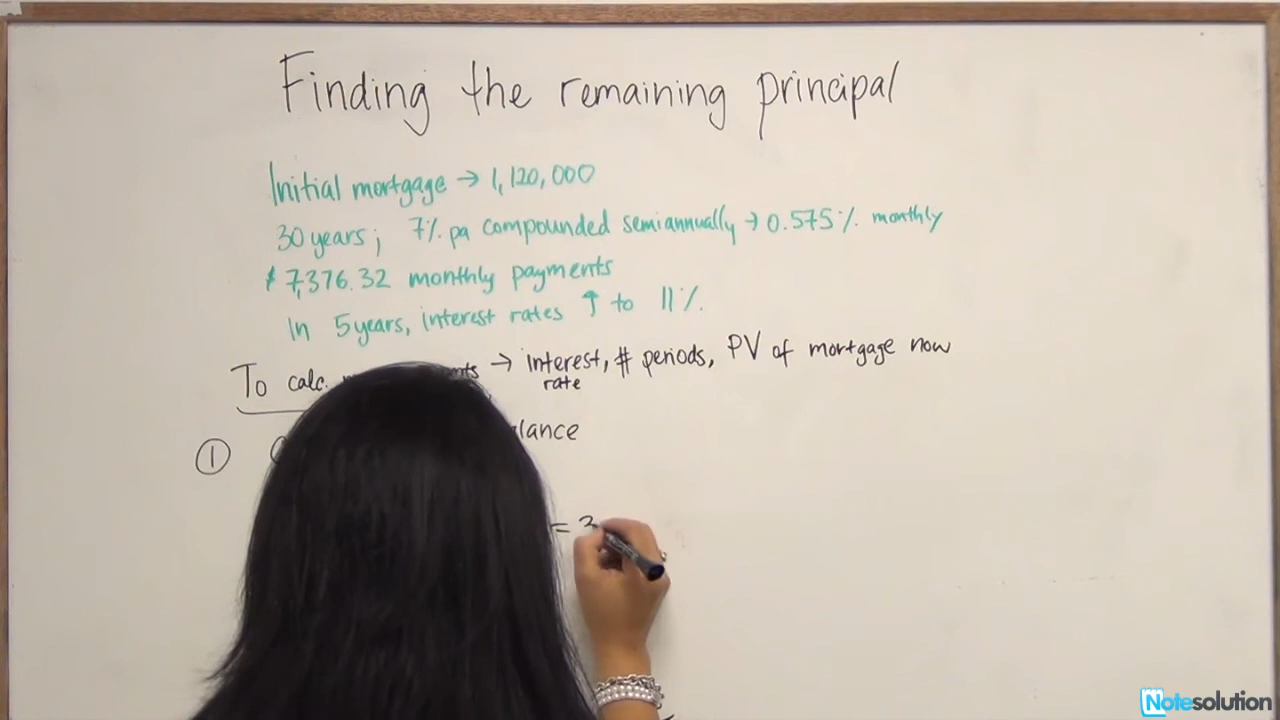 Finding the remaining principal
Initial mortgage → 1,120,000
30 years; 7% pa compounded semiannually → 0.575% monthly
$7,376.32 monthly payments
In 5 years, interest rates ↑ to 11%.
To calc. → interest, # periods, PV of mortgage now
rate
①
=
Notesolution